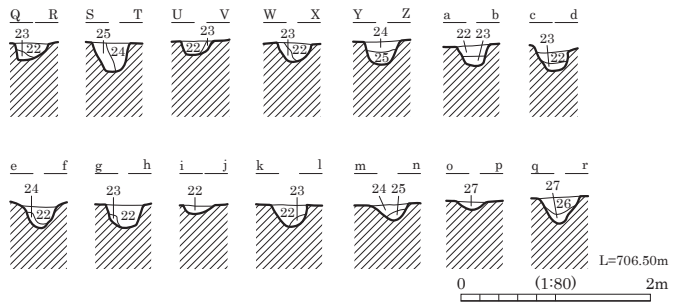 Q R S T U V W X Y Z a b c d
23 22 25 24 22 23 23 22 24 25 22 23 23 22
e f g h i j k l m n o p q r
24 22 23 22 22 23 22 24 25 27 27 26
L=706.50m
0 (1:80) 2m